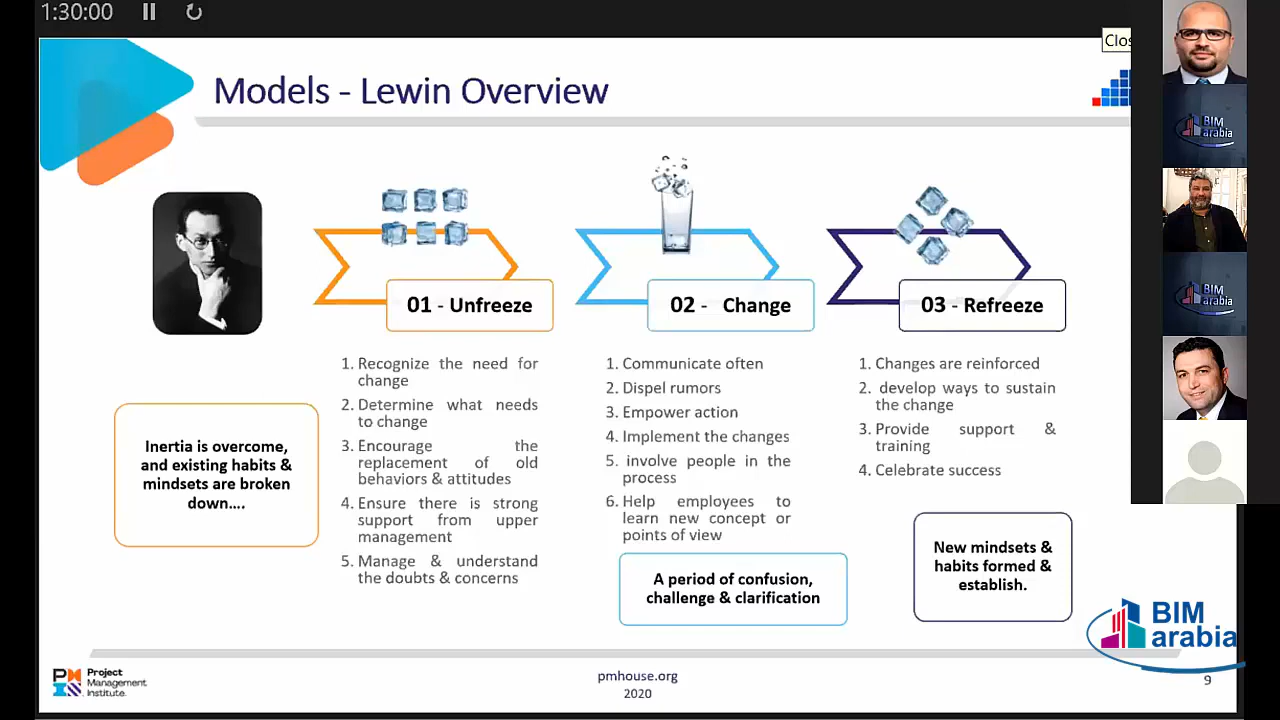 1:30:00
Clos
Models - Lewin Overview
01 - Unfreeze
02 - Change
03 - Refreeze
Inertia is overcome,
and existing habits &
mindsets are broken
down....
1. Recognize the need for
change
2. Determine what needs
to change
3. Encourage the
replacement of old
behaviors & attitudes
4. Ensure there is strong
support from upper
management
5. Manage & understand
the doubts & concerns
1. Communicate often
2. Dispel rumors
3. Empower action
4. Implement the changes
5. involve people in the
process
6. Help employees to
learn new concept or
points of view
A period of confusion,
challenge & clarification
1. Changes are reinforced
2. develop ways to sustain
the change
3. Provide support &
training
4. Celebrate success
New mindsets &
habits formed &
establish.
BIM
arabia
BIM
arabia
BIM
arabia
Project
Management
Institute.
pmhouse.org
2020
9